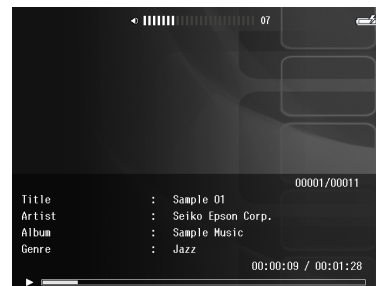 07
00001/00011
Title : Sample 01
Artist : Seiko Epson Corp.
Album : Sample Music
Genre : Jazz
00:00:09 / 00:01:28